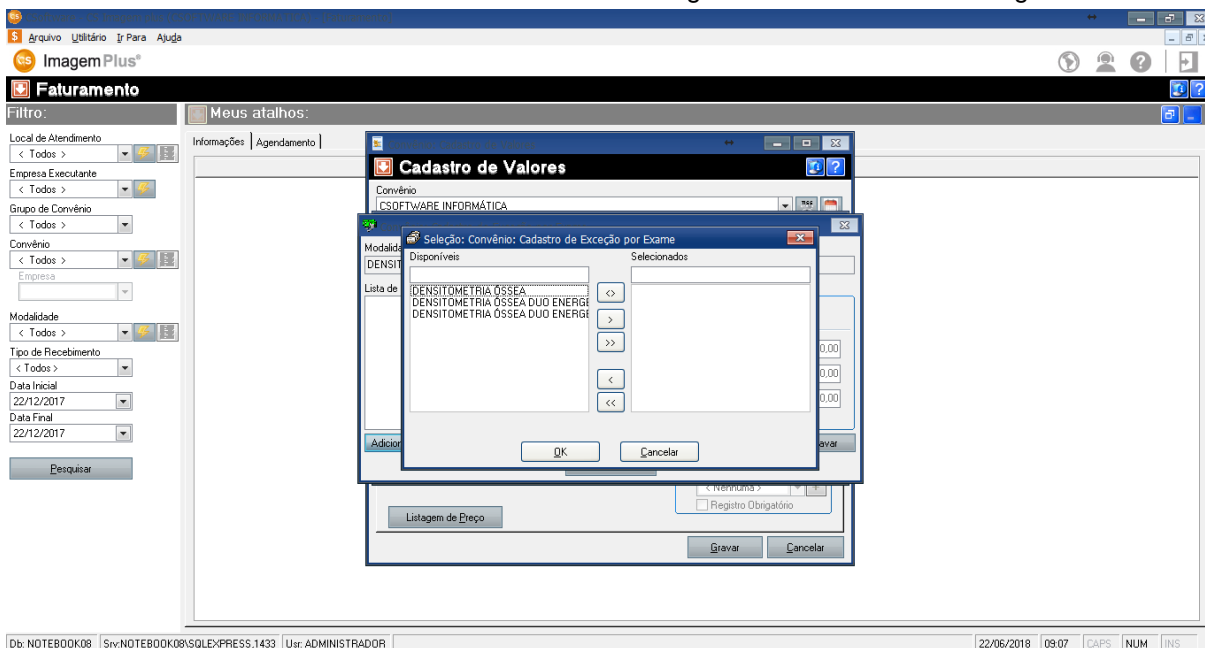 Arquivo Utilitário Ir Para Ajuda
ImagemPlus®
Faturamento
Filtro:
Meus atalhos:
Local de Atendimento
< Todos >
Empresa Executante
< Todos >
Grupo de Convênio
< Todos >
Convênio
< Todos >
Empresa
Modalidade
< Todos >
Tipo de Recebimento
< Todos >
Data Inicial
22/12/2017
Data Final
22/12/2017
Pesquisar
Informações Agendamento
Cadastro de Valores
Convênio
CSOFTWARE INFORMÁTICA
Modalida
DENSIT
Lista de
Seleção: Convênio: Cadastro de Exceção por Exame
Disponíveis Selecionados
DENSITOMETRIA ÓSSEA
DENSITOMETRIA ÓSSEA DUO ENERGE
DENSITOMETRIA ÓSSEA DUO ENERGE
<>
>
>>
<
<<
0,00
0,00
0,00
Adicion
avar
OK Cancelar
< Nenhuma >
Registro Obrigatório
Listagem de Preço
Gravar Cancelar
Db: NOTEBOOK08 Srv:NOTEBOOK08\SQLEXPRESS,1433 Usr: ADMINISTRADOR 22/06/2018 09:07 CAPS NUM INS